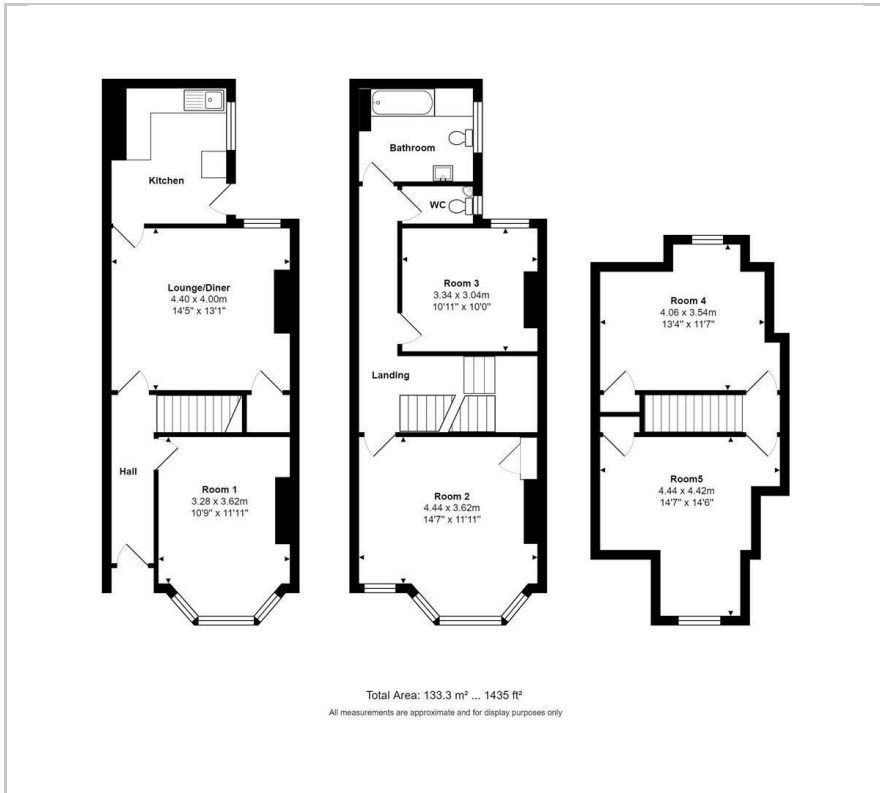 Kitchen
Lounge/Diner
4.40 x 4.00m
14'5" x 13'1"
Hall
Room 1
3.28 x 3.62m
10'9" x 11'11"
Bathroom
WC
Room 3
3.34 x 3.04m
10'11" x 10'0"
Landing
Room 2
4.44 x 3.62m
14'7" x 11'11"
Room 4
4.06 x 3.54m
13'4" x 11'7"
Room5
4.44 x 4.42m
14'7" x 14'6"
Total Area: 133.3 m² ... 1435 ft²
All measurements are approximate and for display purposes only